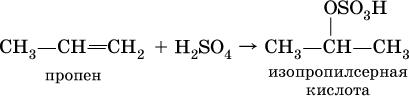 OSO₃H
CH₃—CH=CH₂ + H₂SO₄ → CH₃—CH—CH₃
пропен
изопропилсерная
кислота